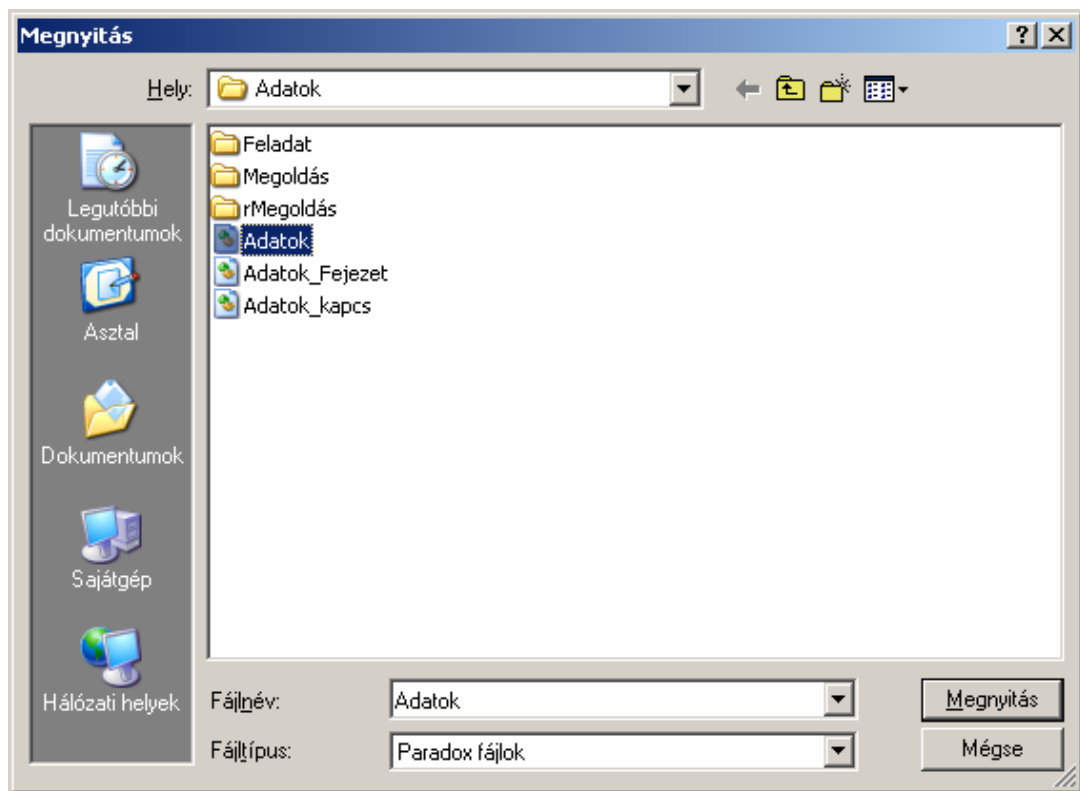 Megnyitás
Hely:
Adatok
Legutóbbi
dokumentumok
Asztal
Dokumentumok
Sajátgép
Hálózati helyek
Feladat
Megoldás
rMegoldás
Adatok
Adatok_Fejezet
Adatok_kapcs
Fájlnév:
Adatok
Megnyitás
Fájltípus:
Paradox fájlok
Mégse